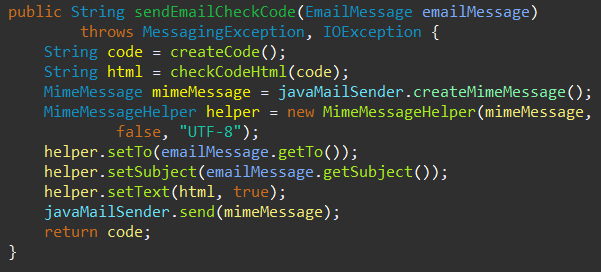 public String sendEmailCheckCode(EmailMessage emailMessage)
        throws MessagingException, IOException {
    String code = createCode();
    String html = checkCodeHtml(code);
    MimeMessage mimeMessage = javaMailSender.createMimeMessage();
    MimeMessageHelper helper = new MimeMessageHelper(mimeMessage,
            false, "UTF-8");
    helper.setTo(emailMessage.getTo());
    helper.setSubject(emailMessage.getSubject());
    helper.setText(html, true);
    javaMailSender.send(mimeMessage);
    return code;
}